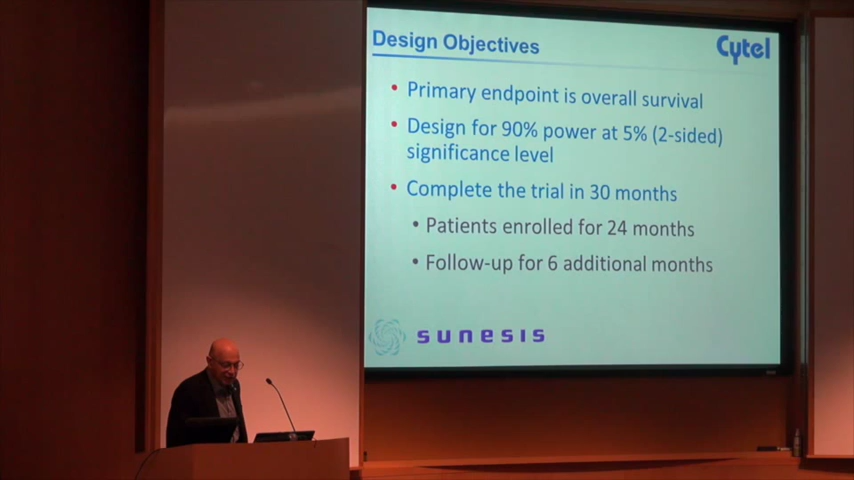 Design Objectives
Cytel
• Primary endpoint is overall survival
• Design for 90% power at 5% (2-sided)
significance level
• Complete the trial in 30 months
• Patients enrolled for 24 months
• Follow-up for 6 additional months
sunesis